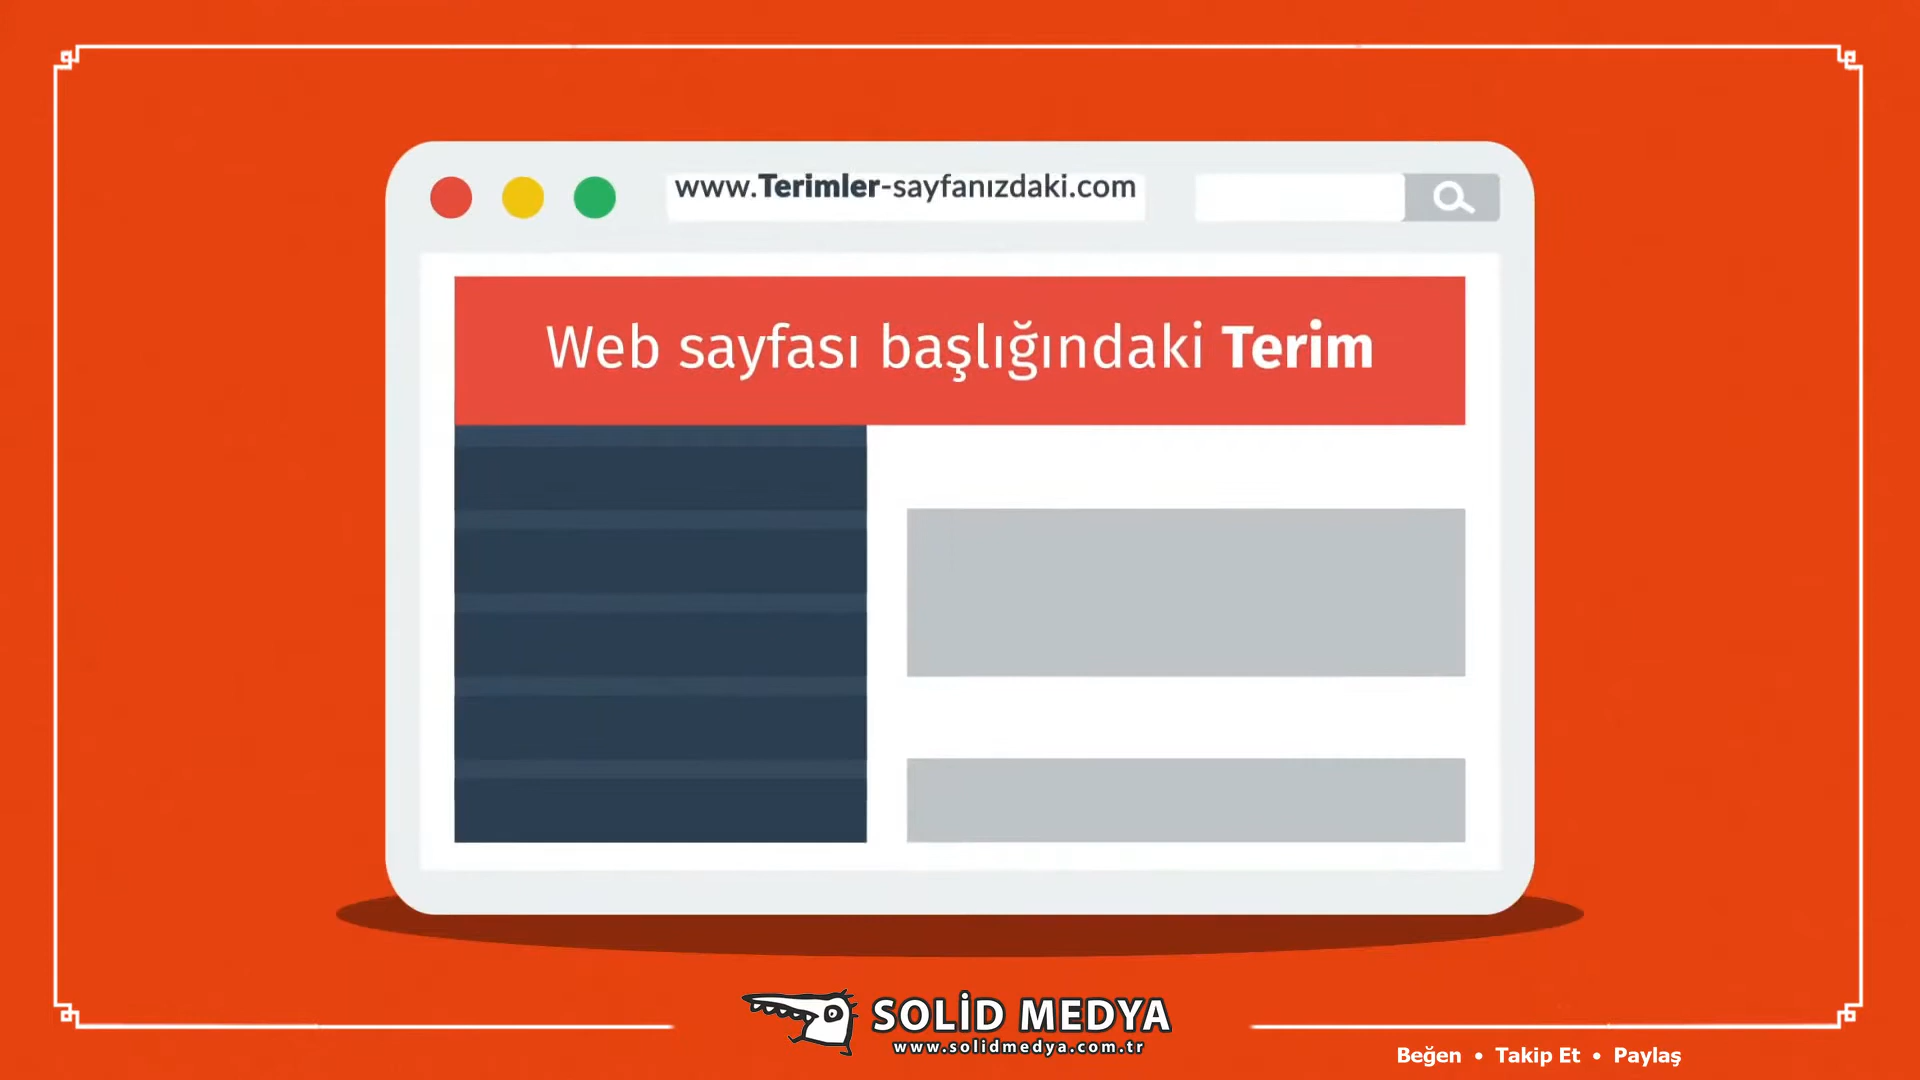 www.Terimler-sayfanızdaki.com
Web sayfası başlığındaki Terim
SOLİD MEDYA
www.solidmedya.com.tr
Beğen • Takip Et • Paylaş